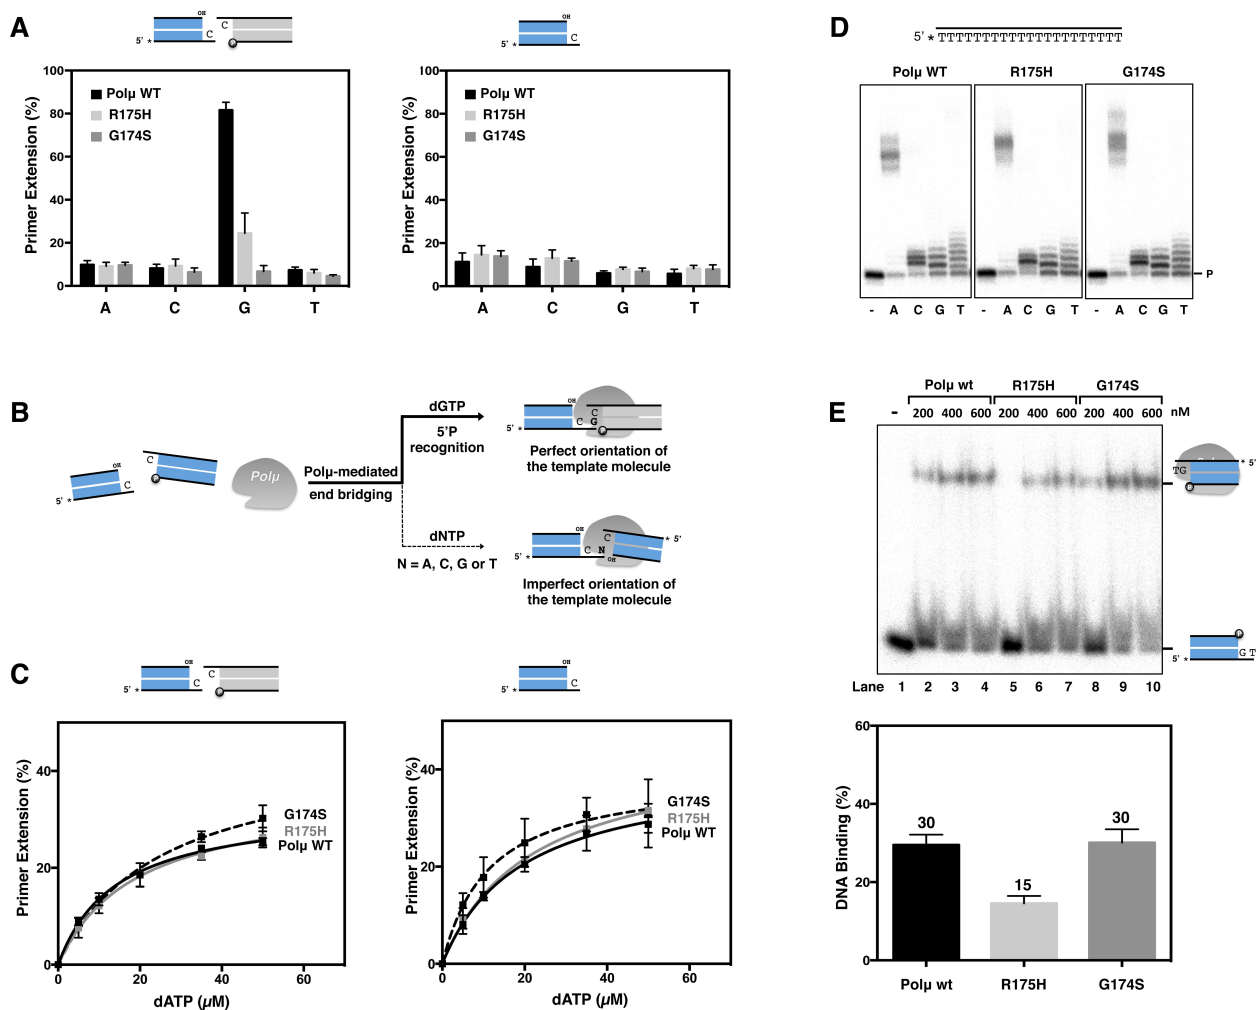 A
OH
C
C
5' *
P
100
80
60
40
20
0
Primer Extension (%)
Polμ WT
R175H
G174S
A C G T
OH
C
5' *
100
80
60
40
20
0
Primer Extension (%)
Polμ WT
R175H
G174S
A C G T
B
OH
C
5' *
C
P
Polμ
Polμ-mediated
end bridging
dGTP
5'P
recognition
OH
C
G
5' *
P
Perfect orientation of
the template molecule
dNTP
N = A, C, G or T
OH
C
C N
OH
5' *
* 5'
Imperfect orientation of
the template molecule
C
OH
C
C
5' *
P
40
20
0
Primer Extension (%)
G174S
R175H
Polμ WT
0 20 40 60
dATP (μM)
OH
C
5' *
40
20
0
Primer Extension (%)
G174S
R175H
Polμ WT
0 20 40 60
dATP (μM)
D
5' * TTTTTTTTTTTTTTTTTTTTT
Polμ WT R175H G174S
P
- A C G T - A C G T - A C G T
E
Polμ wt R175H G174S
- 200 400 600 200 400 600 200 400 600 nM
Polμ
* 5'
TG
P
P
G T
5' *
Lane 1 2 3 4 5 6 7 8 9 10
60
40
20
0
DNA Binding (%)
30
15
30
Polμ wt R175H G174S